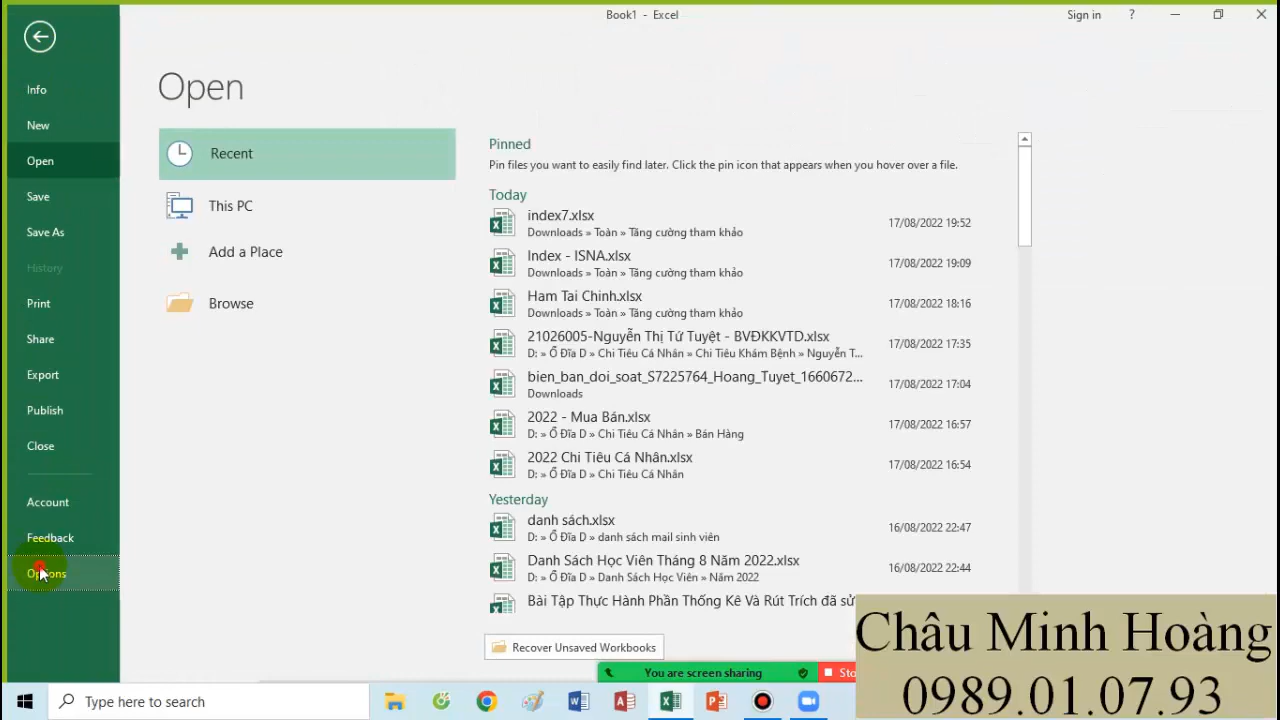 Book1 - Excel
Sign in
?
Info
New
Open
Save
Save As
History
Print
Share
Export
Publish
Close
Account
Feedback
Options
Open
Recent
This PC
Add a Place
Browse
Pinned
Pin files you want to easily find later. Click the pin icon that appears when you hover over a file.
Today
index7.xlsx
Downloads » Toàn » Tăng cường tham khảo
17/08/2022 19:52
Index - ISNA.xlsx
Downloads » Toàn » Tăng cường tham khảo
17/08/2022 19:09
Ham Tai Chinh.xlsx
Downloads » Toàn » Tăng cường tham khảo
17/08/2022 18:16
21026005-Nguyễn Thị Tứ Tuyệt - BVĐKKVTD.xlsx
D: » Ổ Đĩa D » Chi Tiêu Cá Nhân » Chi Tiêu Khám Bệnh » Nguyễn T...
17/08/2022 17:35
bien_ban_doi_soat_S7225764_Hoang_Tuyet_1660672...
Downloads
17/08/2022 17:04
2022 - Mua Bán.xlsx
D: » Ổ Đĩa D » Chi Tiêu Cá Nhân » Bán Hàng
17/08/2022 16:57
2022 Chi Tiêu Cá Nhân.xlsx
D: » Ổ Đĩa D » Chi Tiêu Cá Nhân
17/08/2022 16:54
Yesterday
danh sách.xlsx
D: » Ổ Đĩa D » danh sách mail sinh viên
16/08/2022 22:47
Danh Sách Học Viên Tháng 8 Năm 2022.xlsx
D: » Ổ Đĩa D » Danh Sách Học Viên » Năm 2022
16/08/2022 22:44
Bài Tập Thực Hành Phần Thống Kê Và Rút Trích đã sử
Recover Unsaved Workbooks
You are screen sharing
Sto
Type here to search
Châu Minh Hoàng
0989.01.07.93